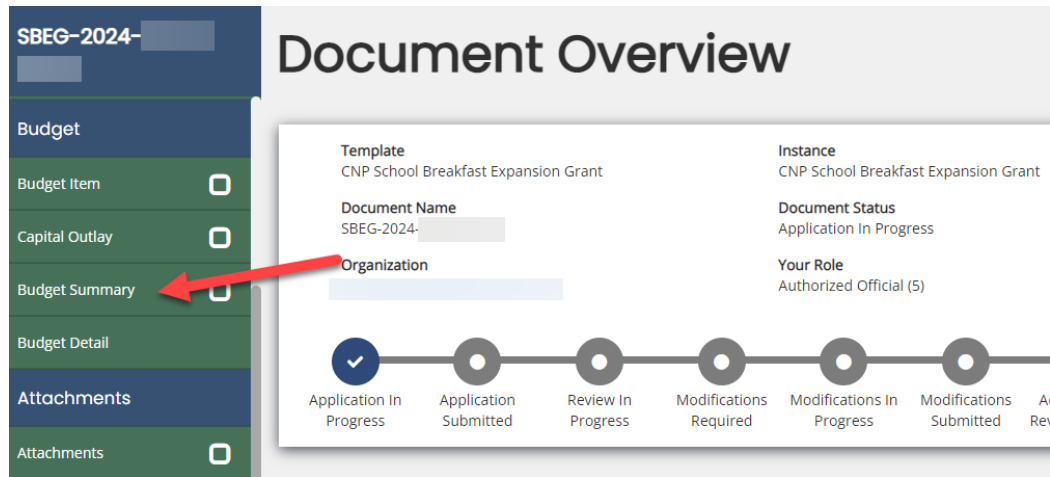 SBEG-2024-
Budget
Budget Item
Capital Outlay
Budget Summary
Budget Detail
Attachments
Attachments
Document Overview
Template
CNP School Breakfast Expansion Grant
Instance
CNP School Breakfast Expansion Grant
Document Name
SBEG-2024-
Document Status
Application In Progress
Organization
Your Role
Authorized Official (5)
Application In
Progress
Application
Submitted
Review In
Progress
Modifications
Required
Modifications In
Progress
Modifications
Submitted